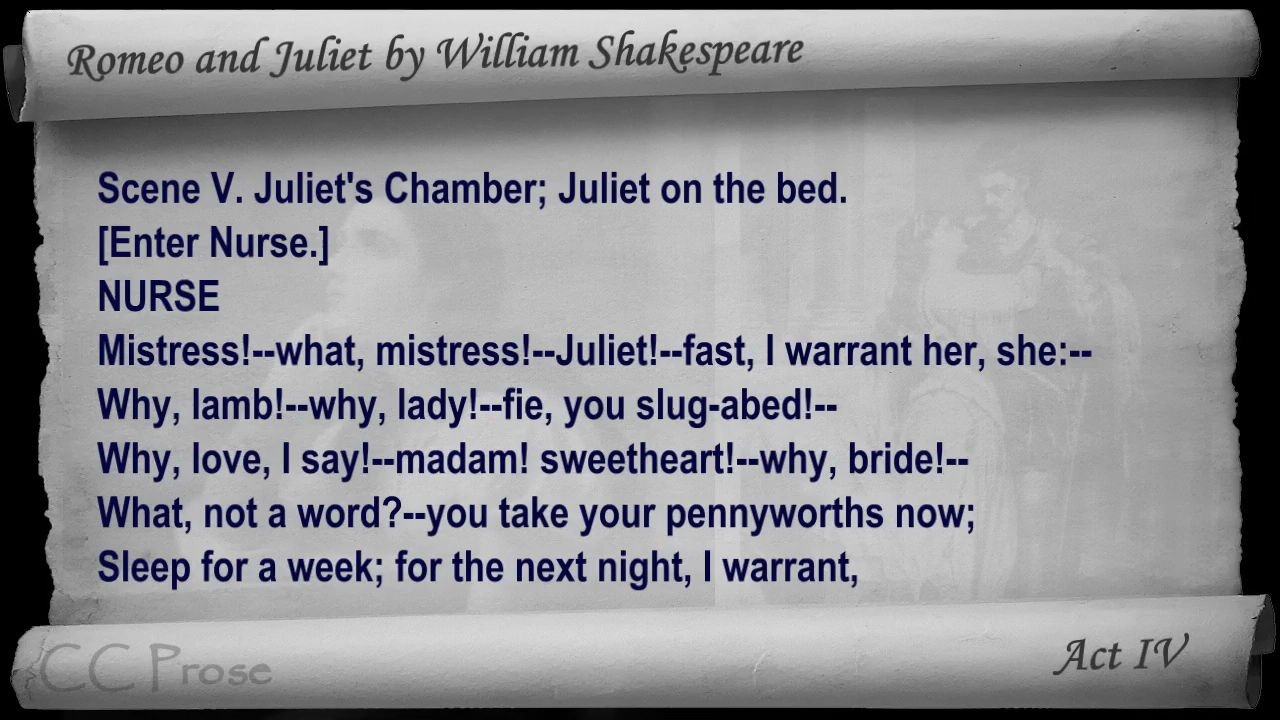 Romeo and Juliet by William Shakespeare
Scene V. Juliet's Chamber; Juliet on the bed.
[Enter Nurse.]
NURSE
Mistress!--what, mistress!--Juliet!--fast, I warrant her, she:--
Why, lamb!--why, lady!--fie, you slug-abed!--
Why, love, I say!--madam! sweetheart!--why, bride!--
What, not a word?--you take your pennyworths now;
Sleep for a week; for the next night, I warrant,
CC Prose
Act IV